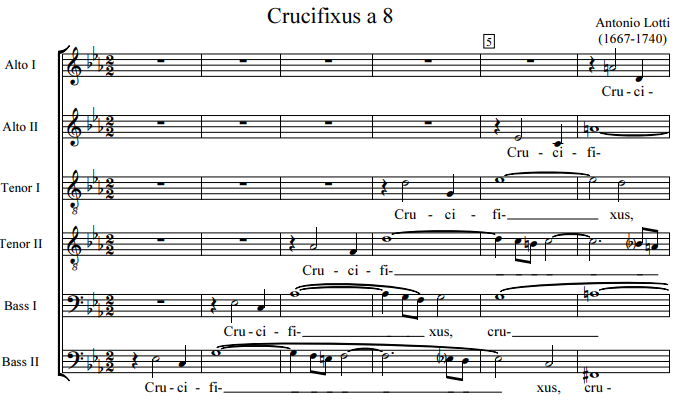 Crucifixus a 8
Antonio Lotti
(1667-1740)
5
Alto I
Cru - ci -
Alto II
Cru - ci - fi-
Tenor I
Cru - ci - fi- xus,
Tenor II
Cru - ci - fi-
Bass I
Cru - ci - fi- xus, cru-
Bass II
Cru - ci - fi- xus, cru -